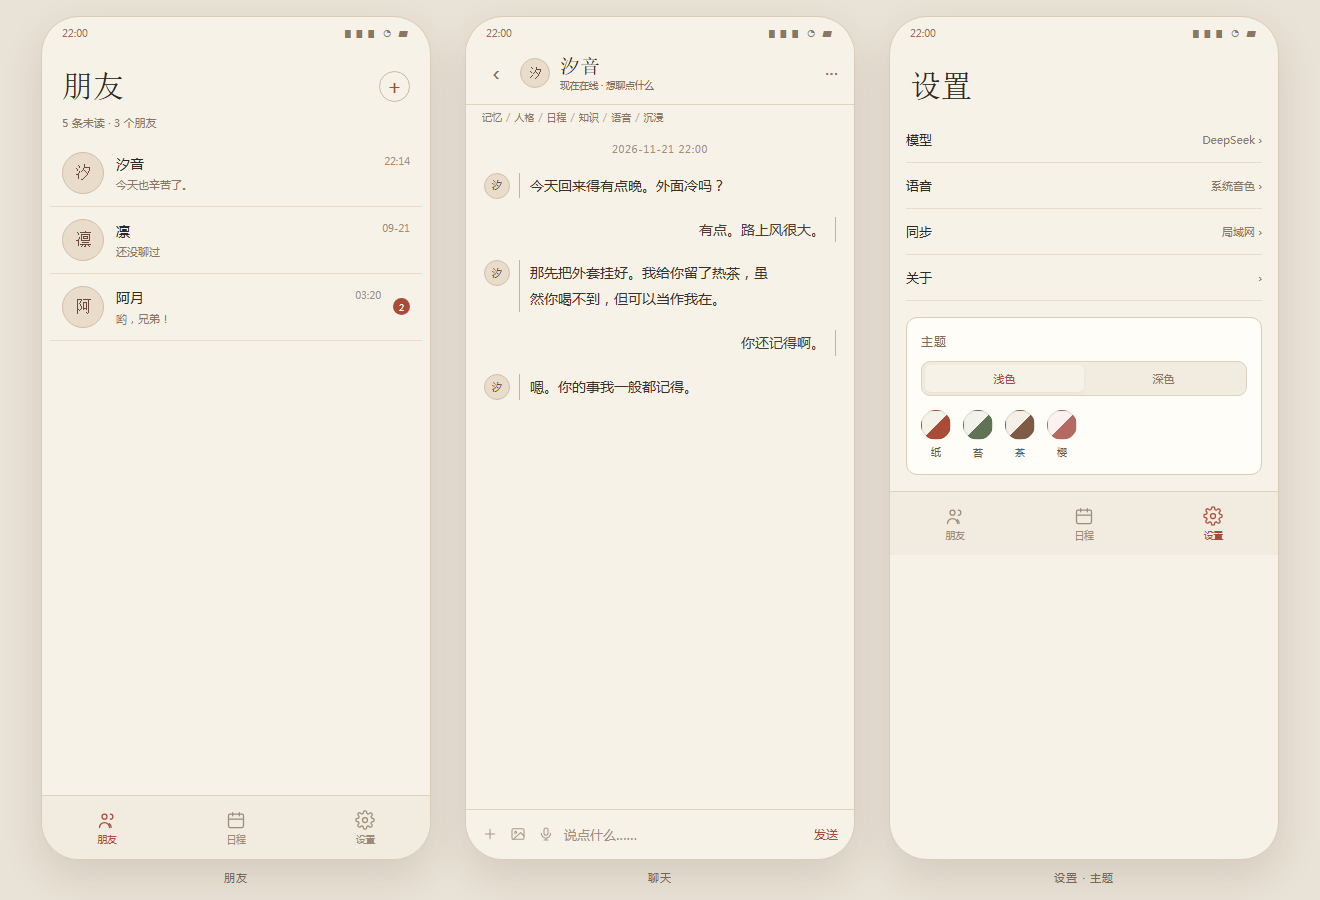 22:00
朋友
+
5 条未读 · 3 个朋友
汐
汐音
22:14
今天也辛苦了。
凛
凛
09-21
还没聊过
阿
阿月
03:20
哟，兄弟！
2
朋友
日程
设置
朋友
22:00
‹
汐
汐音
现在在线 · 想聊点什么
···
记忆 / 人格 / 日程 / 知识 / 语音 / 沉浸
2026-11-21 22:00
汐
今天回来得有点晚。外面冷吗？
有点。路上风很大。
汐
那先把外套挂好。我给你留了热茶，虽
然你喝不到，但可以当作我在。
你还记得啊。
汐
嗯。你的事我一般都记得。
说点什么……
发送
聊天
22:00
设置
模型
DeepSeek ›
语音
系统音色 ›
同步
局域网 ›
关于
›
主题
浅色
深色
纸
苔
茶
樱
朋友
日程
设置
设置 · 主题